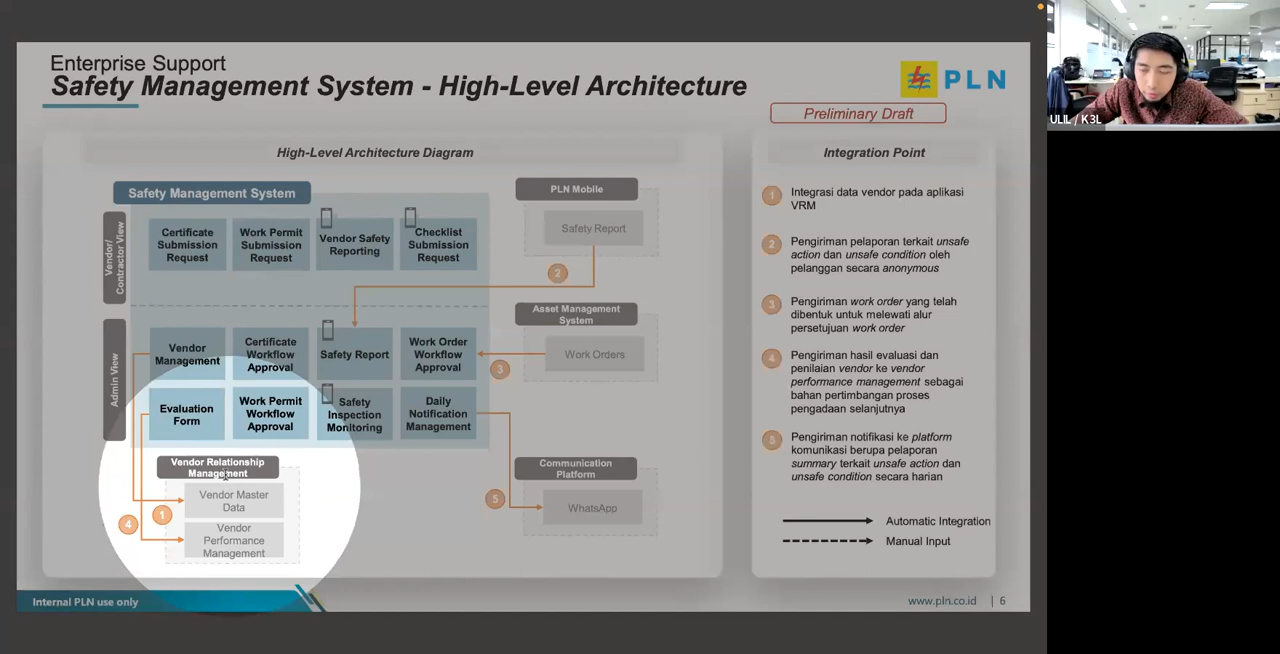 Enterprise Support
Safety Management System - High-Level Architecture
PLN
Preliminary Draft
ULIL / K3L
High-Level Architecture Diagram
Safety Management System
Vendor/
Contractor View
Certificate
Submission
Request
Work Permit
Submission
Request
Vendor Safety
Reporting
Checklist
Submission
Request
PLN Mobile
Safety Report
2
Admin View
Vendor
Management
Certificate
Workflow
Approval
Safety Report
Work Order
Workflow
Approval
Asset Management
System
Work Orders
3
Evaluation
Form
Work Permit
Workflow
Approval
Safety
Inspection
Monitoring
Daily
Notification
Management
Vendor Relationship
Management
Vendor Master
Data
1
4
Vendor
Performance
Management
Communication
Platform
5
WhatsApp
Integration Point
1
Integrasi data vendor pada aplikasi
VRM
2
Pengiriman pelaporan terkait unsafe
action dan unsafe condition oleh
pelanggan secara anonymous
3
Pengiriman work order yang telah
dibentuk untuk melewati alur
persetujuan work order
4
Pengiriman hasil evaluasi dan
penilaian vendor ke vendor
performance management sebagai
bahan pertimbangan proses
pengadaan selanjutnya
5
Pengiriman notifikasi ke platform
komunikasi berupa pelaporan
summary terkait unsafe action dan
unsafe condition secara harian
Automatic Integration
Manual Input
Internal PLN use only
www.pln.co.id | 6